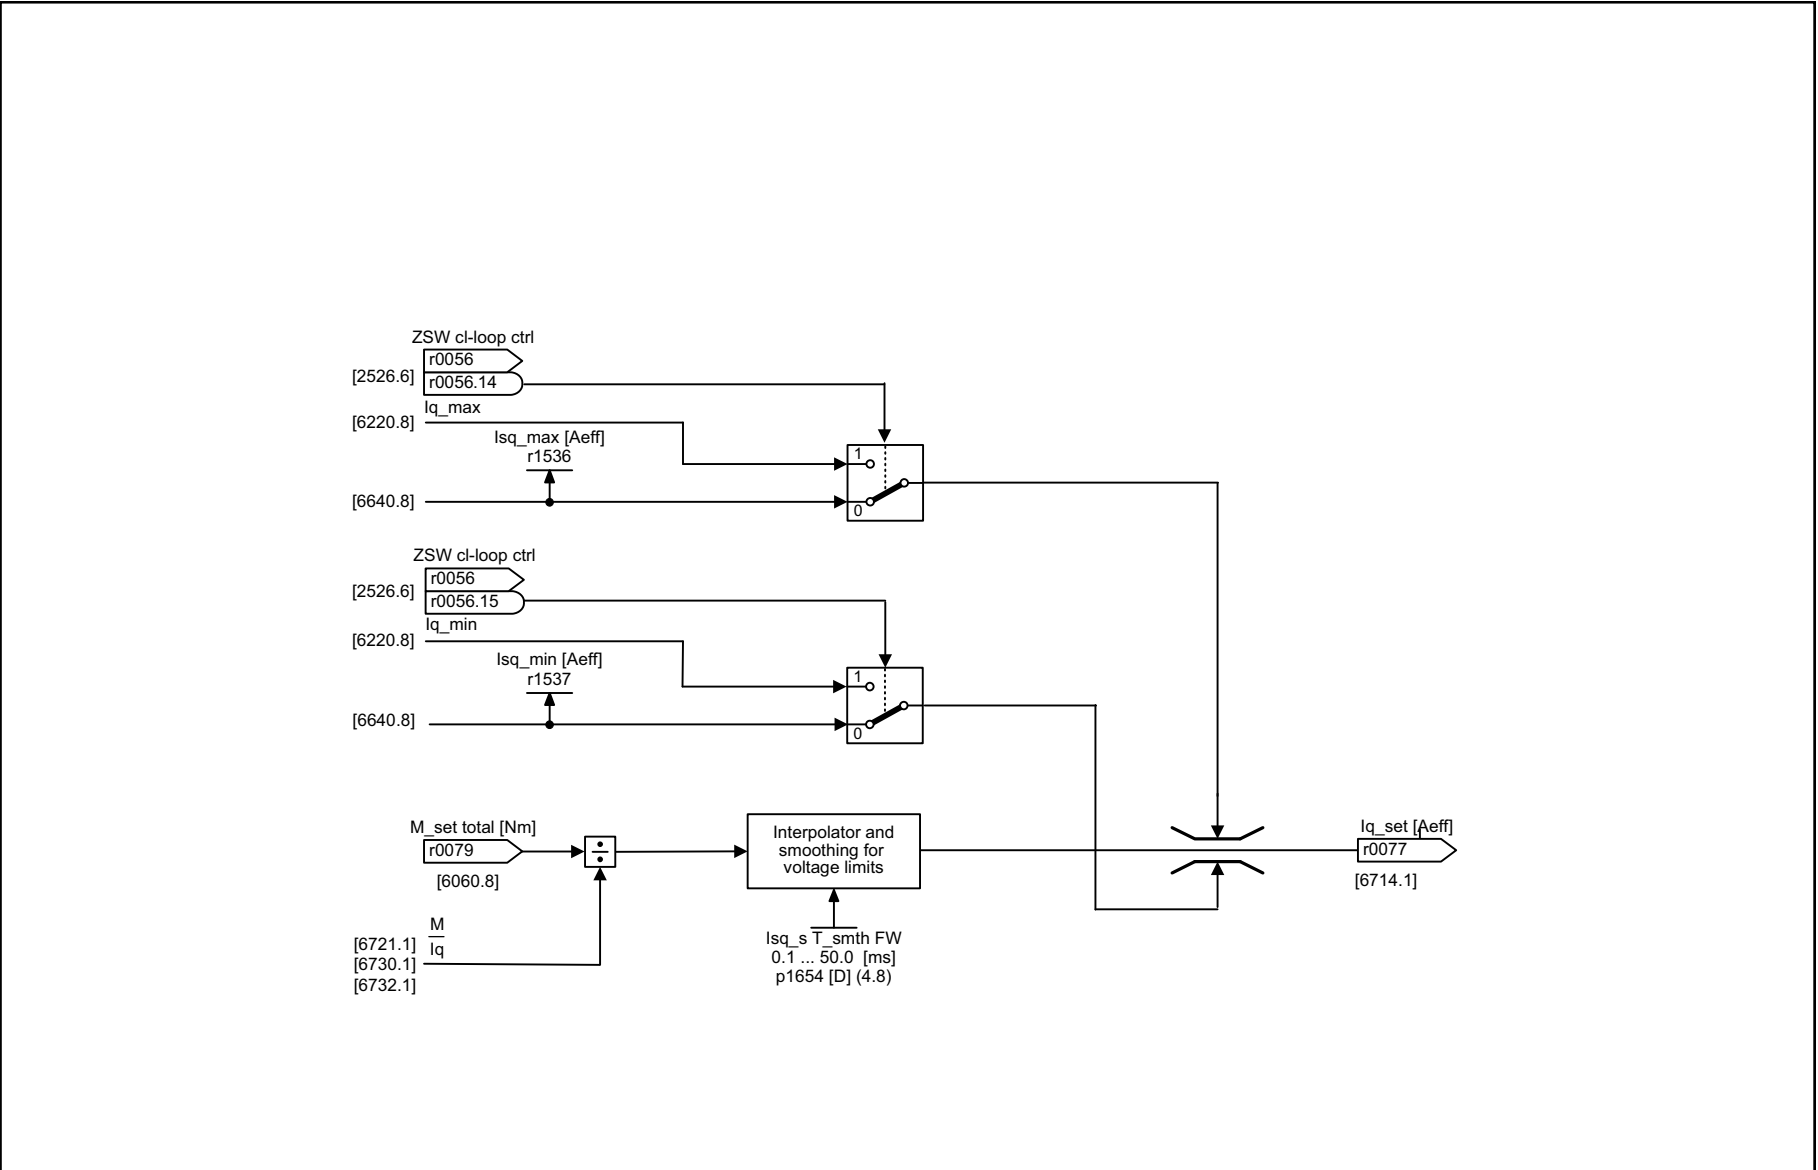 ZSW cl-loop ctrl
r0056
[2526.6]
r0056.14
Iq_max
[6220.8]
Isq_max [Aeff]
r1536
1
[6640.8]
0
ZSW cl-loop ctrl
r0056
[2526.6]
r0056.15
Iq_min
[6220.8]
Isq_min [Aeff]
r1537
1
[6640.8]
0
M_set total [Nm]
r0079
[6060.8]
÷
Interpolator and
smoothing for
voltage limits
Iq_set [Aeff]
r0077
[6714.1]
M
Iq
[6721.1]
[6730.1]
[6732.1]
Isq_s T_smth FW
0.1 ... 50.0 [ms]
p1654 [D] (4.8)